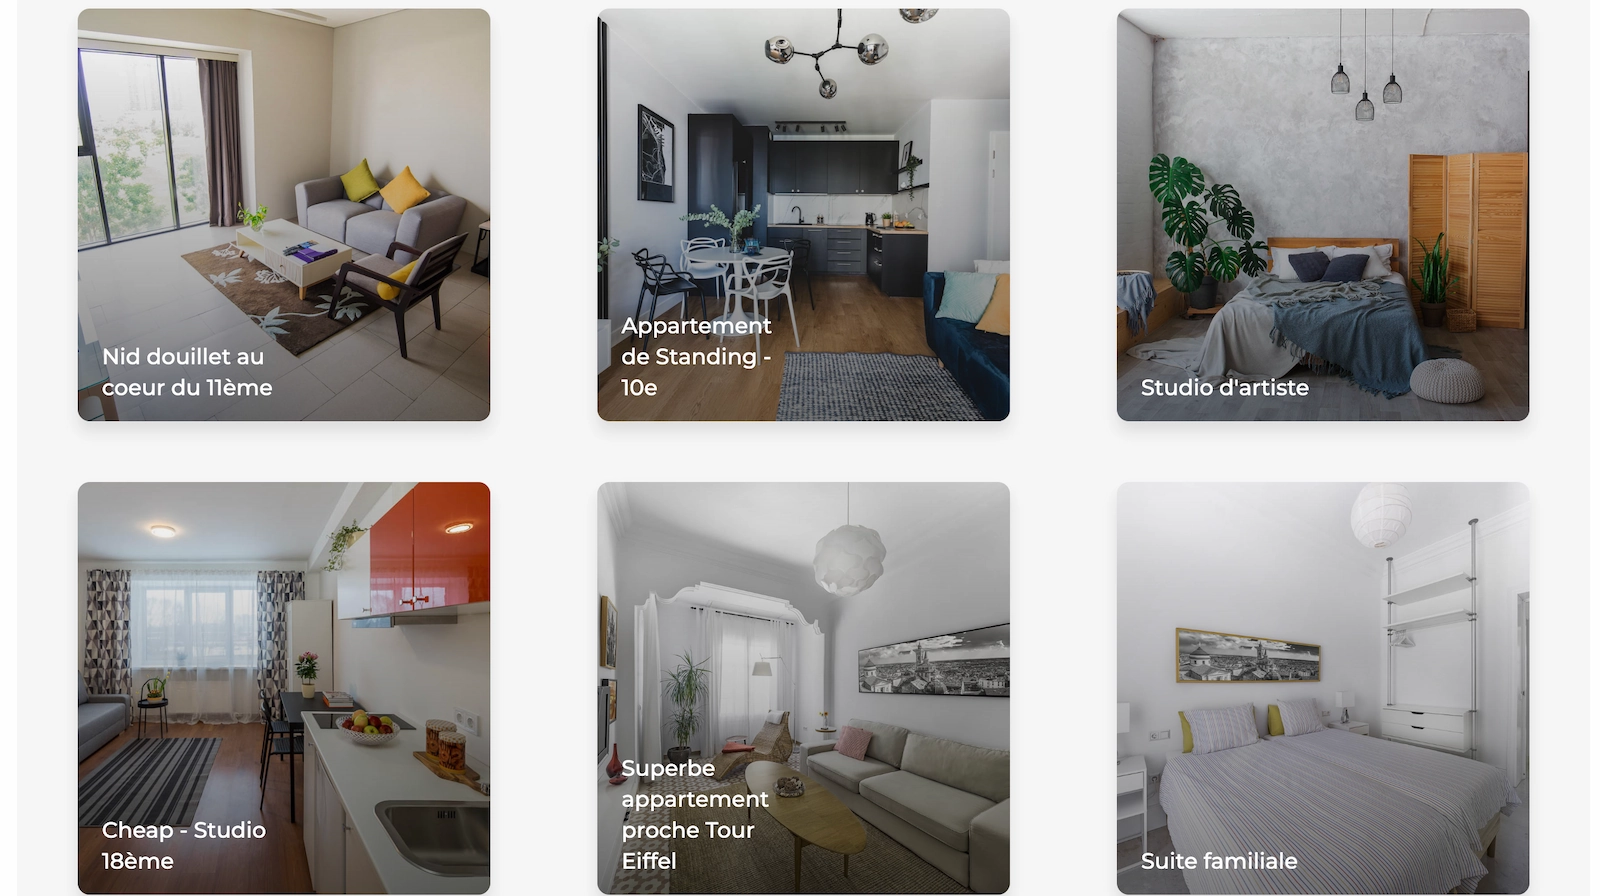 Nid douillet au
coeur du 11ème
Appartement
de Standing -
10e
Studio d'artiste
Cheap - Studio
18ème
Superbe
appartement
proche Tour
Eiffel
Suite familiale